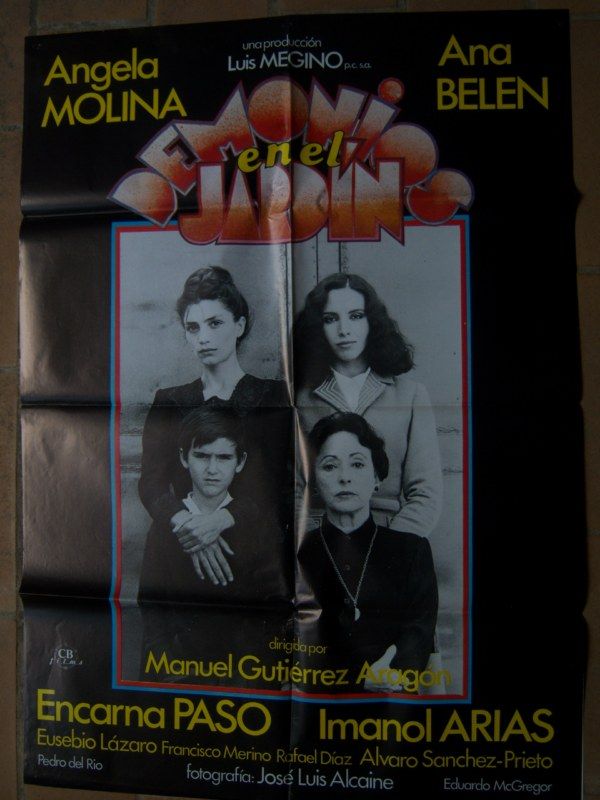 una producción
Luis MEGINO p.c. s.a.
Angela
MOLINA
Ana
BELEN
DEMONIOS
en el
JARDÍN
dirigida por
Manuel Gutiérrez Aragón
CB
films
Encarna PASO
Imanol ARIAS
Eusebio Lázaro Francisco Merino Rafael Díaz Alvaro Sanchez-Prieto
Pedro del Rio
fotografía: José Luis Alcaine
Eduardo McGregor